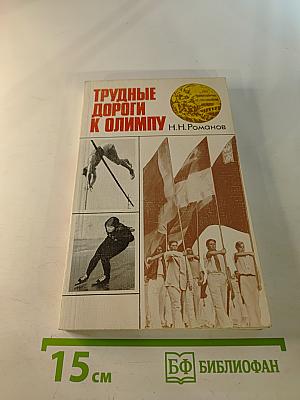 ТРУДНЫЕ
ДОРОГИ
К ОЛИМПУ
Н.Н.Романов
15 см
БФ
БИБЛИОФАН